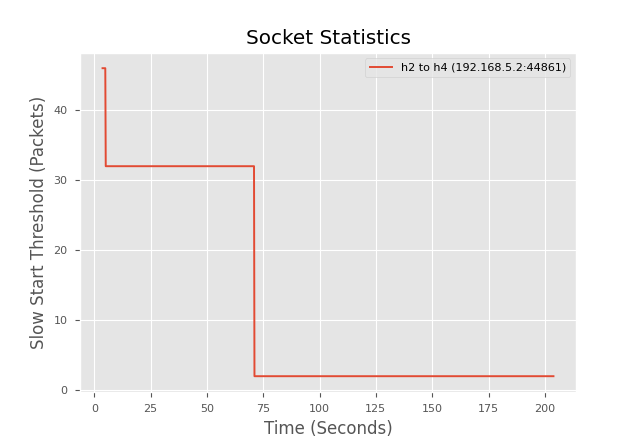 Socket Statistics
h2 to h4 (192.168.5.2:44861)
Slow Start Threshold (Packets)
40
30
20
10
0
0 25 50 75 100 125 150 175 200
Time (Seconds)